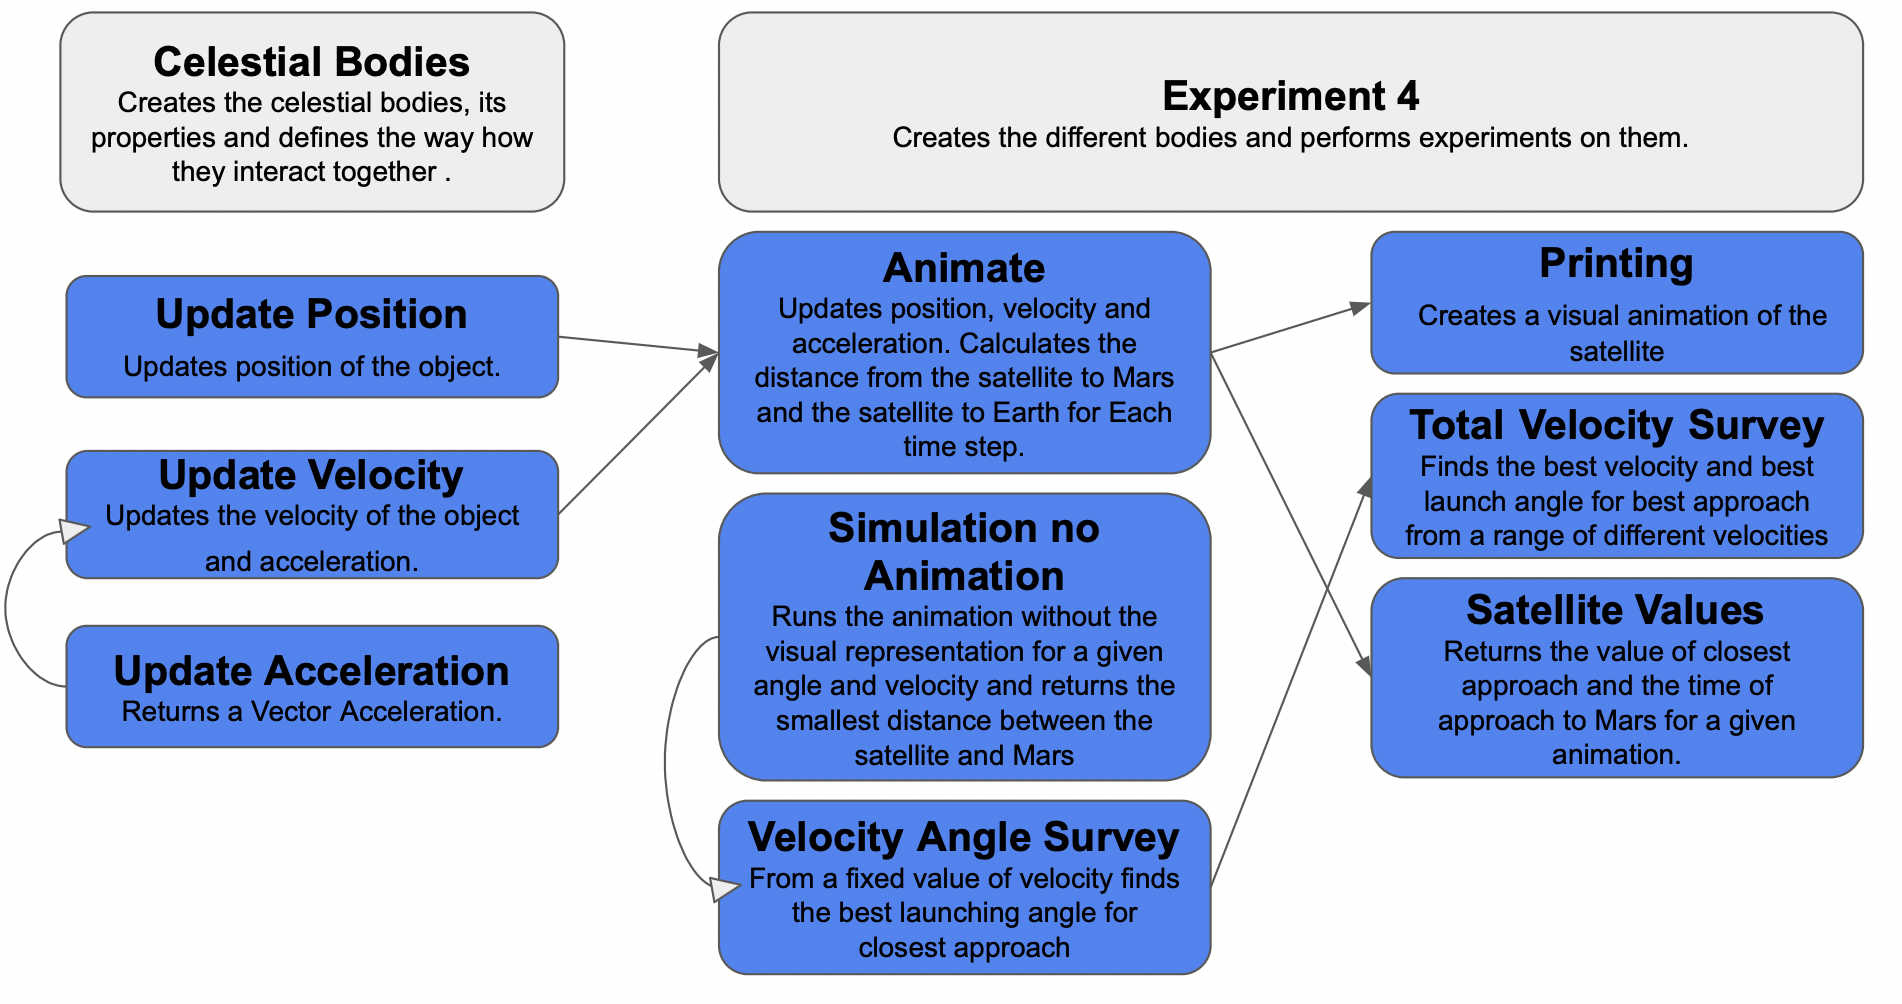 Celestial Bodies
Creates the celestial bodies, its
properties and defines the way how
they interact together .
Experiment 4
Creates the different bodies and performs experiments on them.
Update Position
Updates position of the object.
Update Velocity
Updates the velocity of the object
and acceleration.
Update Acceleration
Returns a Vector Acceleration.
Animate
Updates position, velocity and
acceleration. Calculates the
distance from the satellite to Mars
and the satellite to Earth for Each
time step.
Simulation no
Animation
Runs the animation without the
visual representation for a given
angle and velocity and returns the
smallest distance between the
satellite and Mars
Velocity Angle Survey
From a fixed value of velocity finds
the best launching angle for
closest approach
Printing
Creates a visual animation of the
satellite
Total Velocity Survey
Finds the best velocity and best
launch angle for best approach
from a range of different velocities
Satellite Values
Returns the value of closest
approach and the time of
approach to Mars for a given
animation.